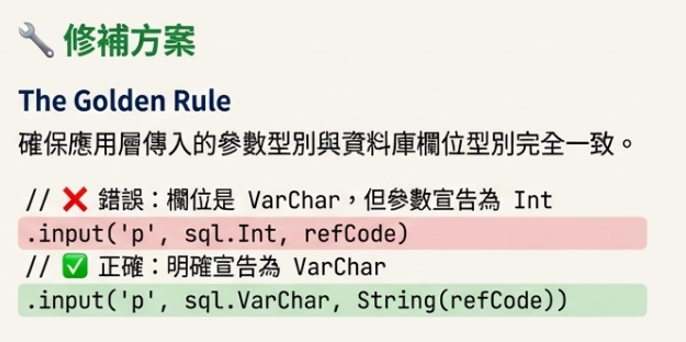 🔧 修補方案
The Golden Rule
確保應用層傳入的參數型別與資料庫欄位型別完全一致。
// ❌ 錯誤：欄位是 VarChar，但參數宣告為 Int
.input('p', sql.Int, refCode)
// ✅ 正確：明確宣告為 VarChar
.input('p', sql.VarChar, String(refCode))